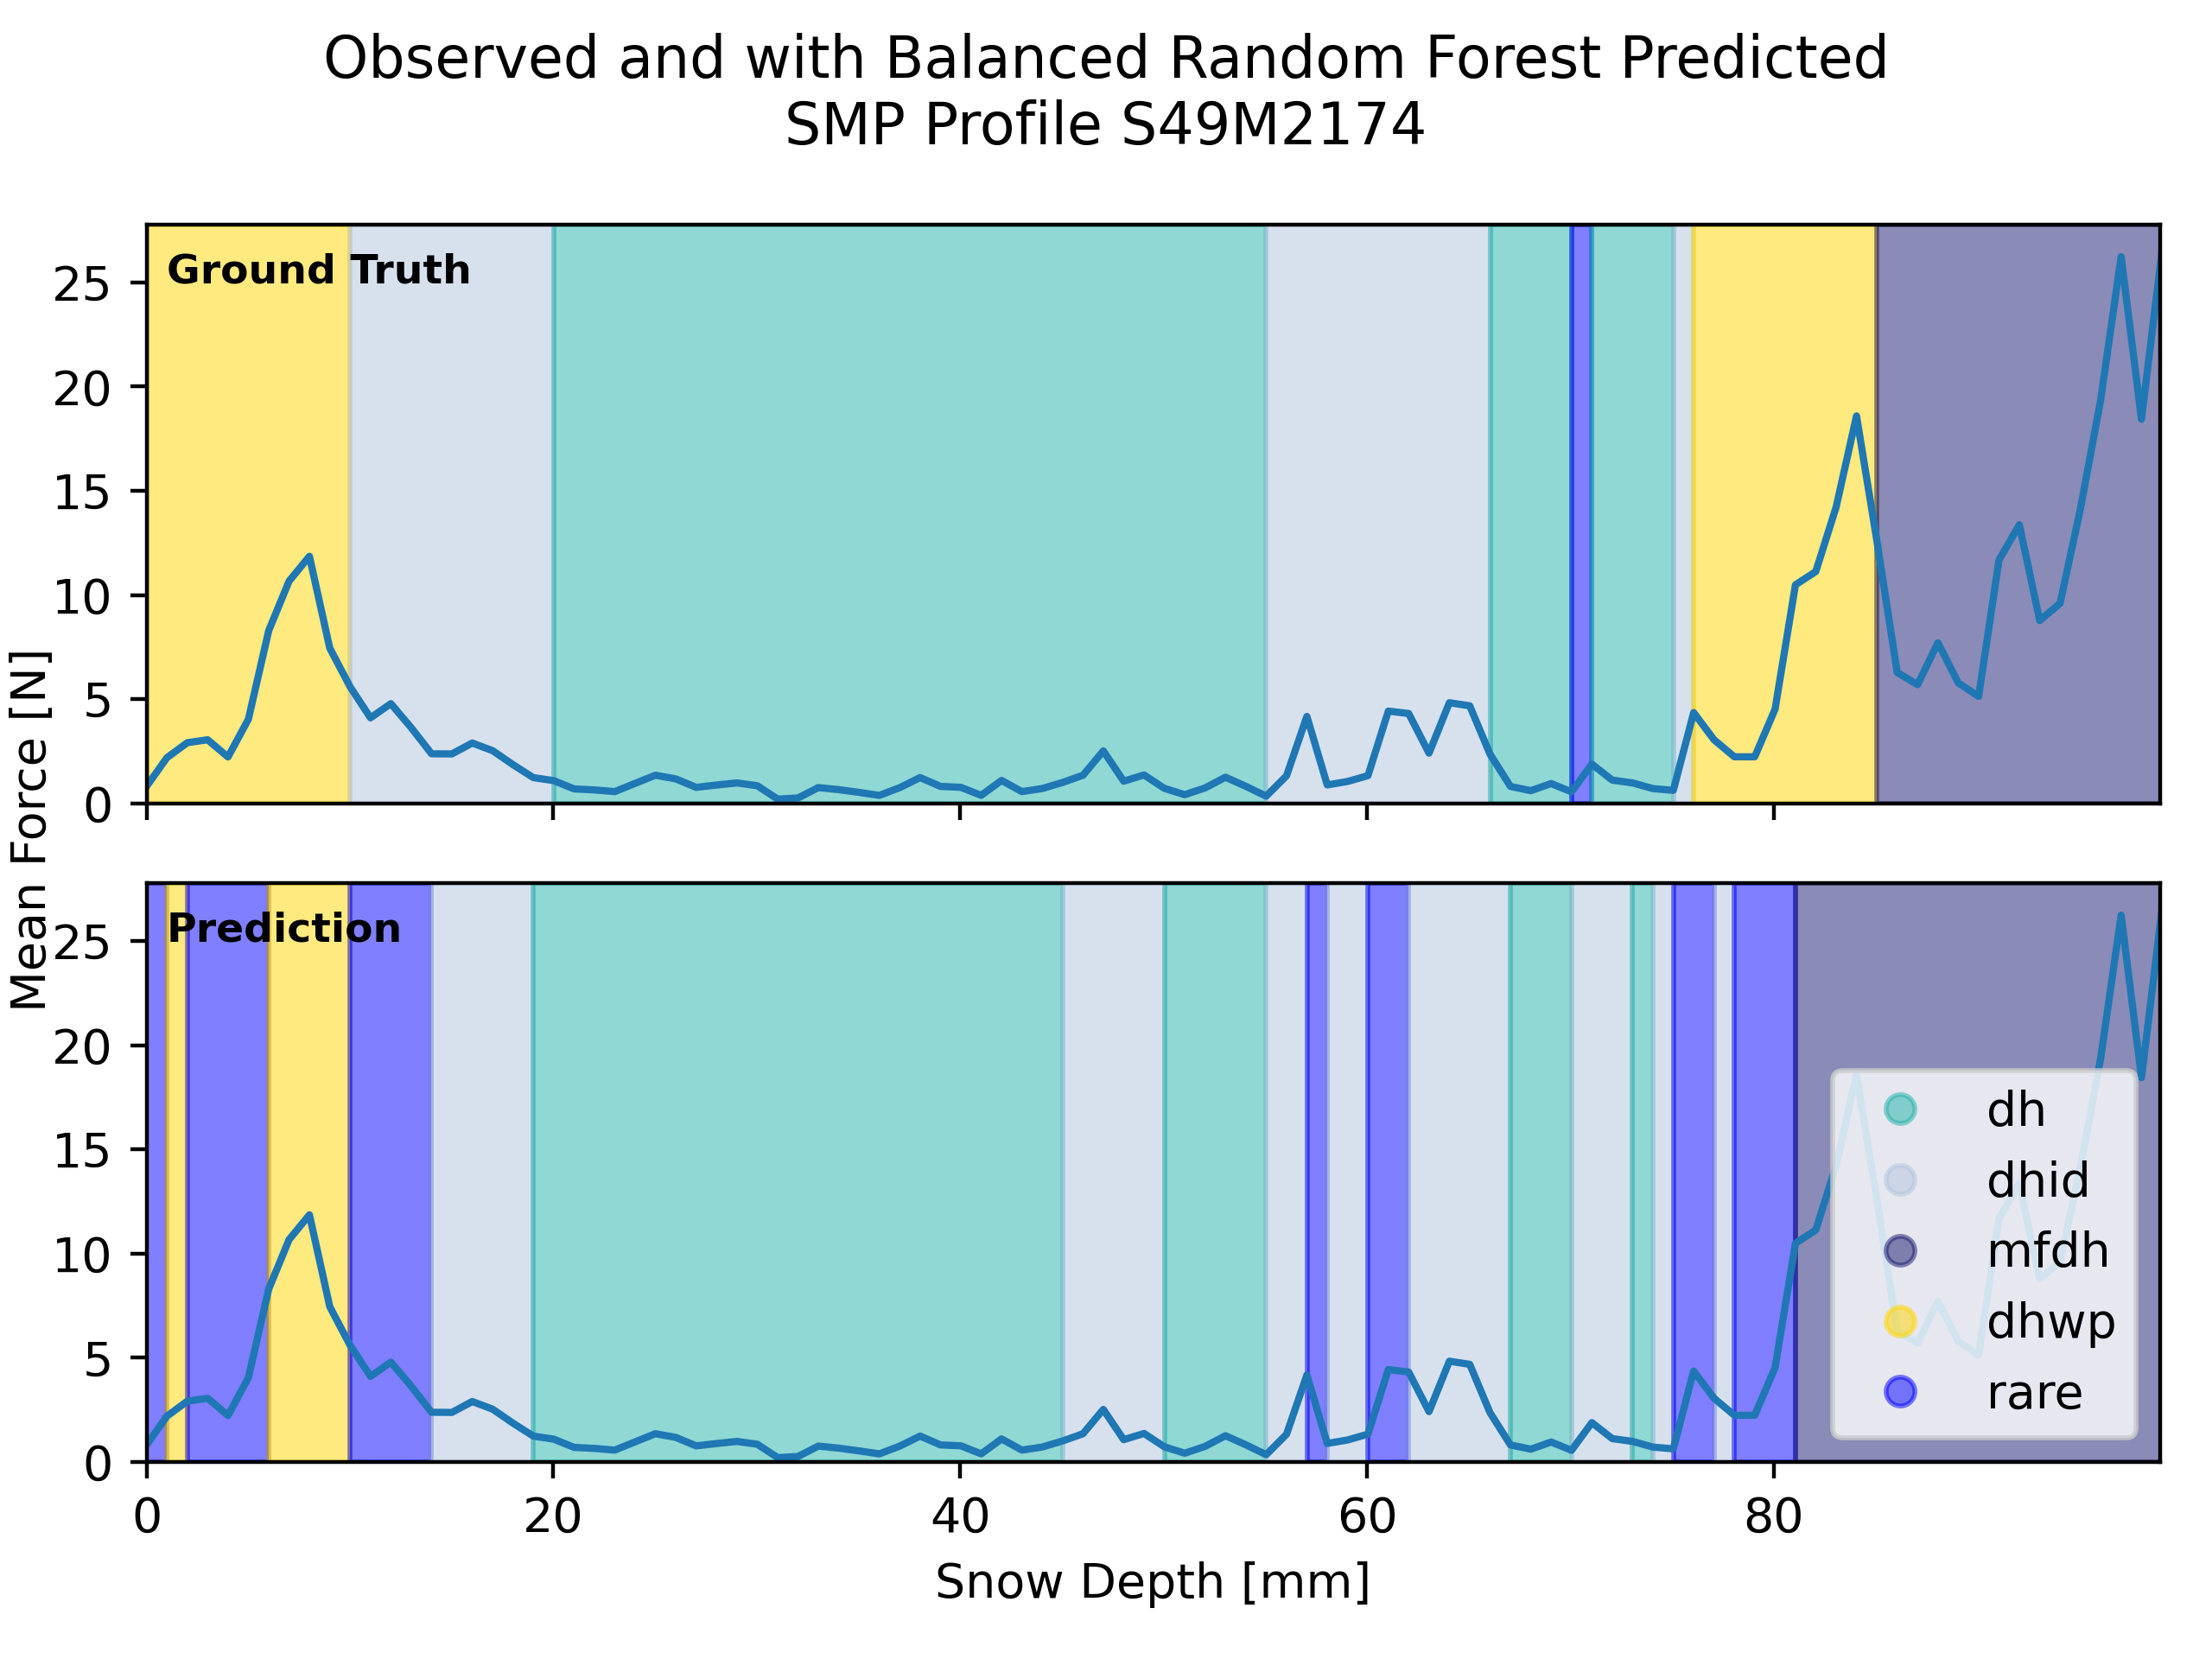 Observed and with Balanced Random Forest Predicted
SMP Profile S49M2174
Ground Truth
25
20
15
10
5
0
Mean Force [N]
Prediction
25
20
15
10
5
0
dh
dhid
mfdh
dhwp
rare
0 20 40 60 80
Snow Depth [mm]